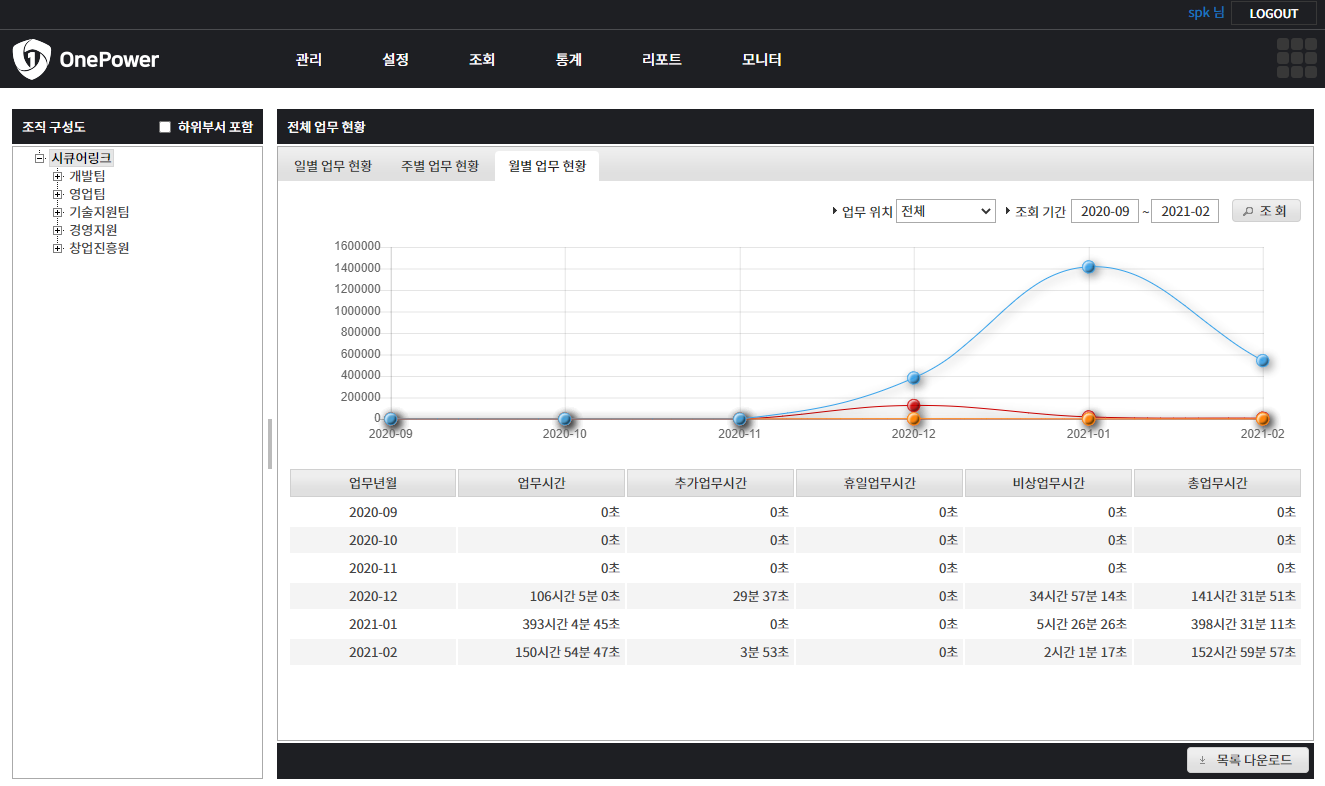 spk 님 LOGOUT
OnePower 관리 설정 조회 통계 리포트 모니터
조직 구성도 하위부서 포함
시큐어링크
개발팀
영업팀
기술지원팀
경영지원
창업진흥원
전체 업무 현황
일별 업무 현황 주별 업무 현황 월별 업무 현황
업무 위치 전체 조회 기간 2020-09 ~ 2021-02 조 회
1600000
1400000
1200000
1000000
800000
600000
400000
200000
0
2020-09 2020-10 2020-11 2020-12 2021-01 2021-02
업무년월 업무시간 추가업무시간 휴일업무시간 비상업무시간 총업무시간
2020-09 0초 0초 0초 0초 0초
2020-10 0초 0초 0초 0초 0초
2020-11 0초 0초 0초 0초 0초
2020-12 106시간 5분 0초 29분 37초 0초 34시간 57분 14초 141시간 31분 51초
2021-01 393시간 4분 45초 0초 0초 5시간 26분 26초 398시간 31분 11초
2021-02 150시간 54분 47초 3분 53초 0초 2시간 1분 17초 152시간 59분 57초
목록 다운로드